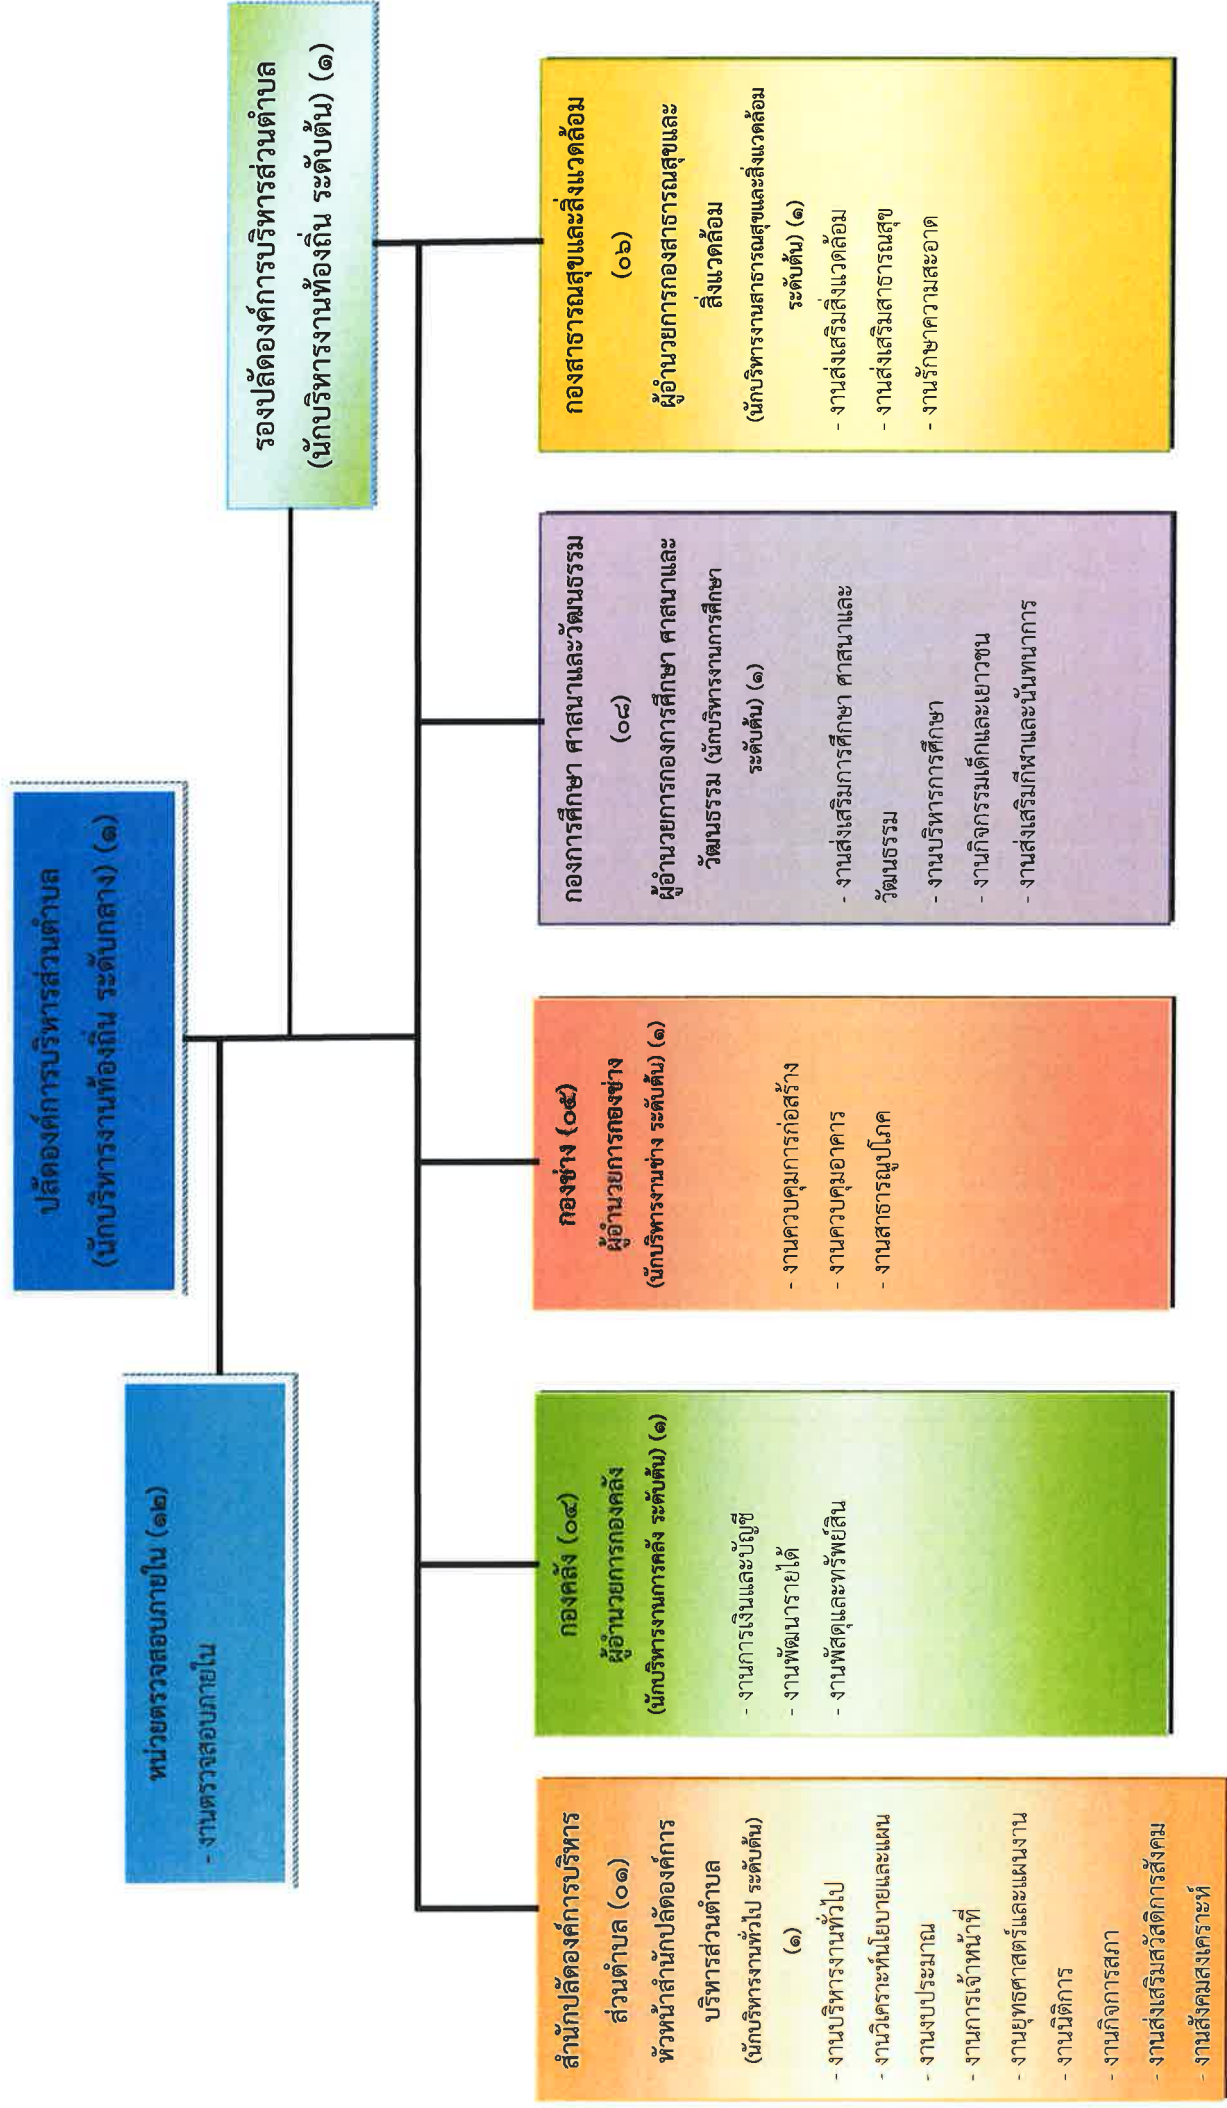 ปลัดองค์การบริหารส่วนตำบล
(นักบริหารงานท้องถิ่น ระดับกลาง) (๑)
หน่วยตรวจสอบภายใน (๑๒)
- งานตรวจสอบภายใน
รองปลัดองค์การบริหารส่วนตำบล
(นักบริหารงานท้องถิ่น ระดับต้น) (๑)
สำนักปลัดองค์การบริหาร
ส่วนตำบล (๐๑)
หัวหน้าสำนักปลัดองค์การ
บริหารส่วนตำบล
(นักบริหารงานทั่วไป ระดับต้น)
(๑)
- งานบริหารงานทั่วไป
- งานวิเคราะห์นโยบายและแผน
- งานงบประมาณ
- งานการเจ้าหน้าที่
- งานยุทธศาสตร์และแผนงาน
- งานนิติการ
- งานกิจการสภา
- งานส่งเสริมสวัสดิการสังคม
- งานสังคมสงเคราะห์
กองคลัง (๐๔)
ผู้อำนวยการกองคลัง
(นักบริหารงานการคลัง ระดับต้น) (๑)
- งานการเงินและบัญชี
- งานพัฒนารายได้
- งานพัสดุและทรัพย์สิน
กองช่าง (๐๕)
ผู้อำนวยการกองช่าง
(นักบริหารงานช่าง ระดับต้น) (๑)
- งานควบคุมการก่อสร้าง
- งานควบคุมอาคาร
- งานสาธารณูปโภค
กองการศึกษา ศาสนาและวัฒนธรรม
(๐๘)
ผู้อำนวยการกองการศึกษา ศาสนาและ
วัฒนธรรม (นักบริหารงานการศึกษา
ระดับต้น) (๑)
- งานส่งเสริมการศึกษา ศาสนาและ
วัฒนธรรม
- งานบริหารการศึกษา
- งานกิจกรรมเด็กและเยาวชน
- งานส่งเสริมกีฬาและนันทนาการ
กองสาธารณสุขและสิ่งแวดล้อม
(๐๖)
ผู้อำนวยการกองสาธารณสุขและ
สิ่งแวดล้อม
(นักบริหารงานสาธารณสุขและสิ่งแวดล้อม
ระดับต้น) (๑)
- งานส่งเสริมสิ่งแวดล้อม
- งานส่งเสริมสาธารณสุข
- งานรักษาความสะอาด